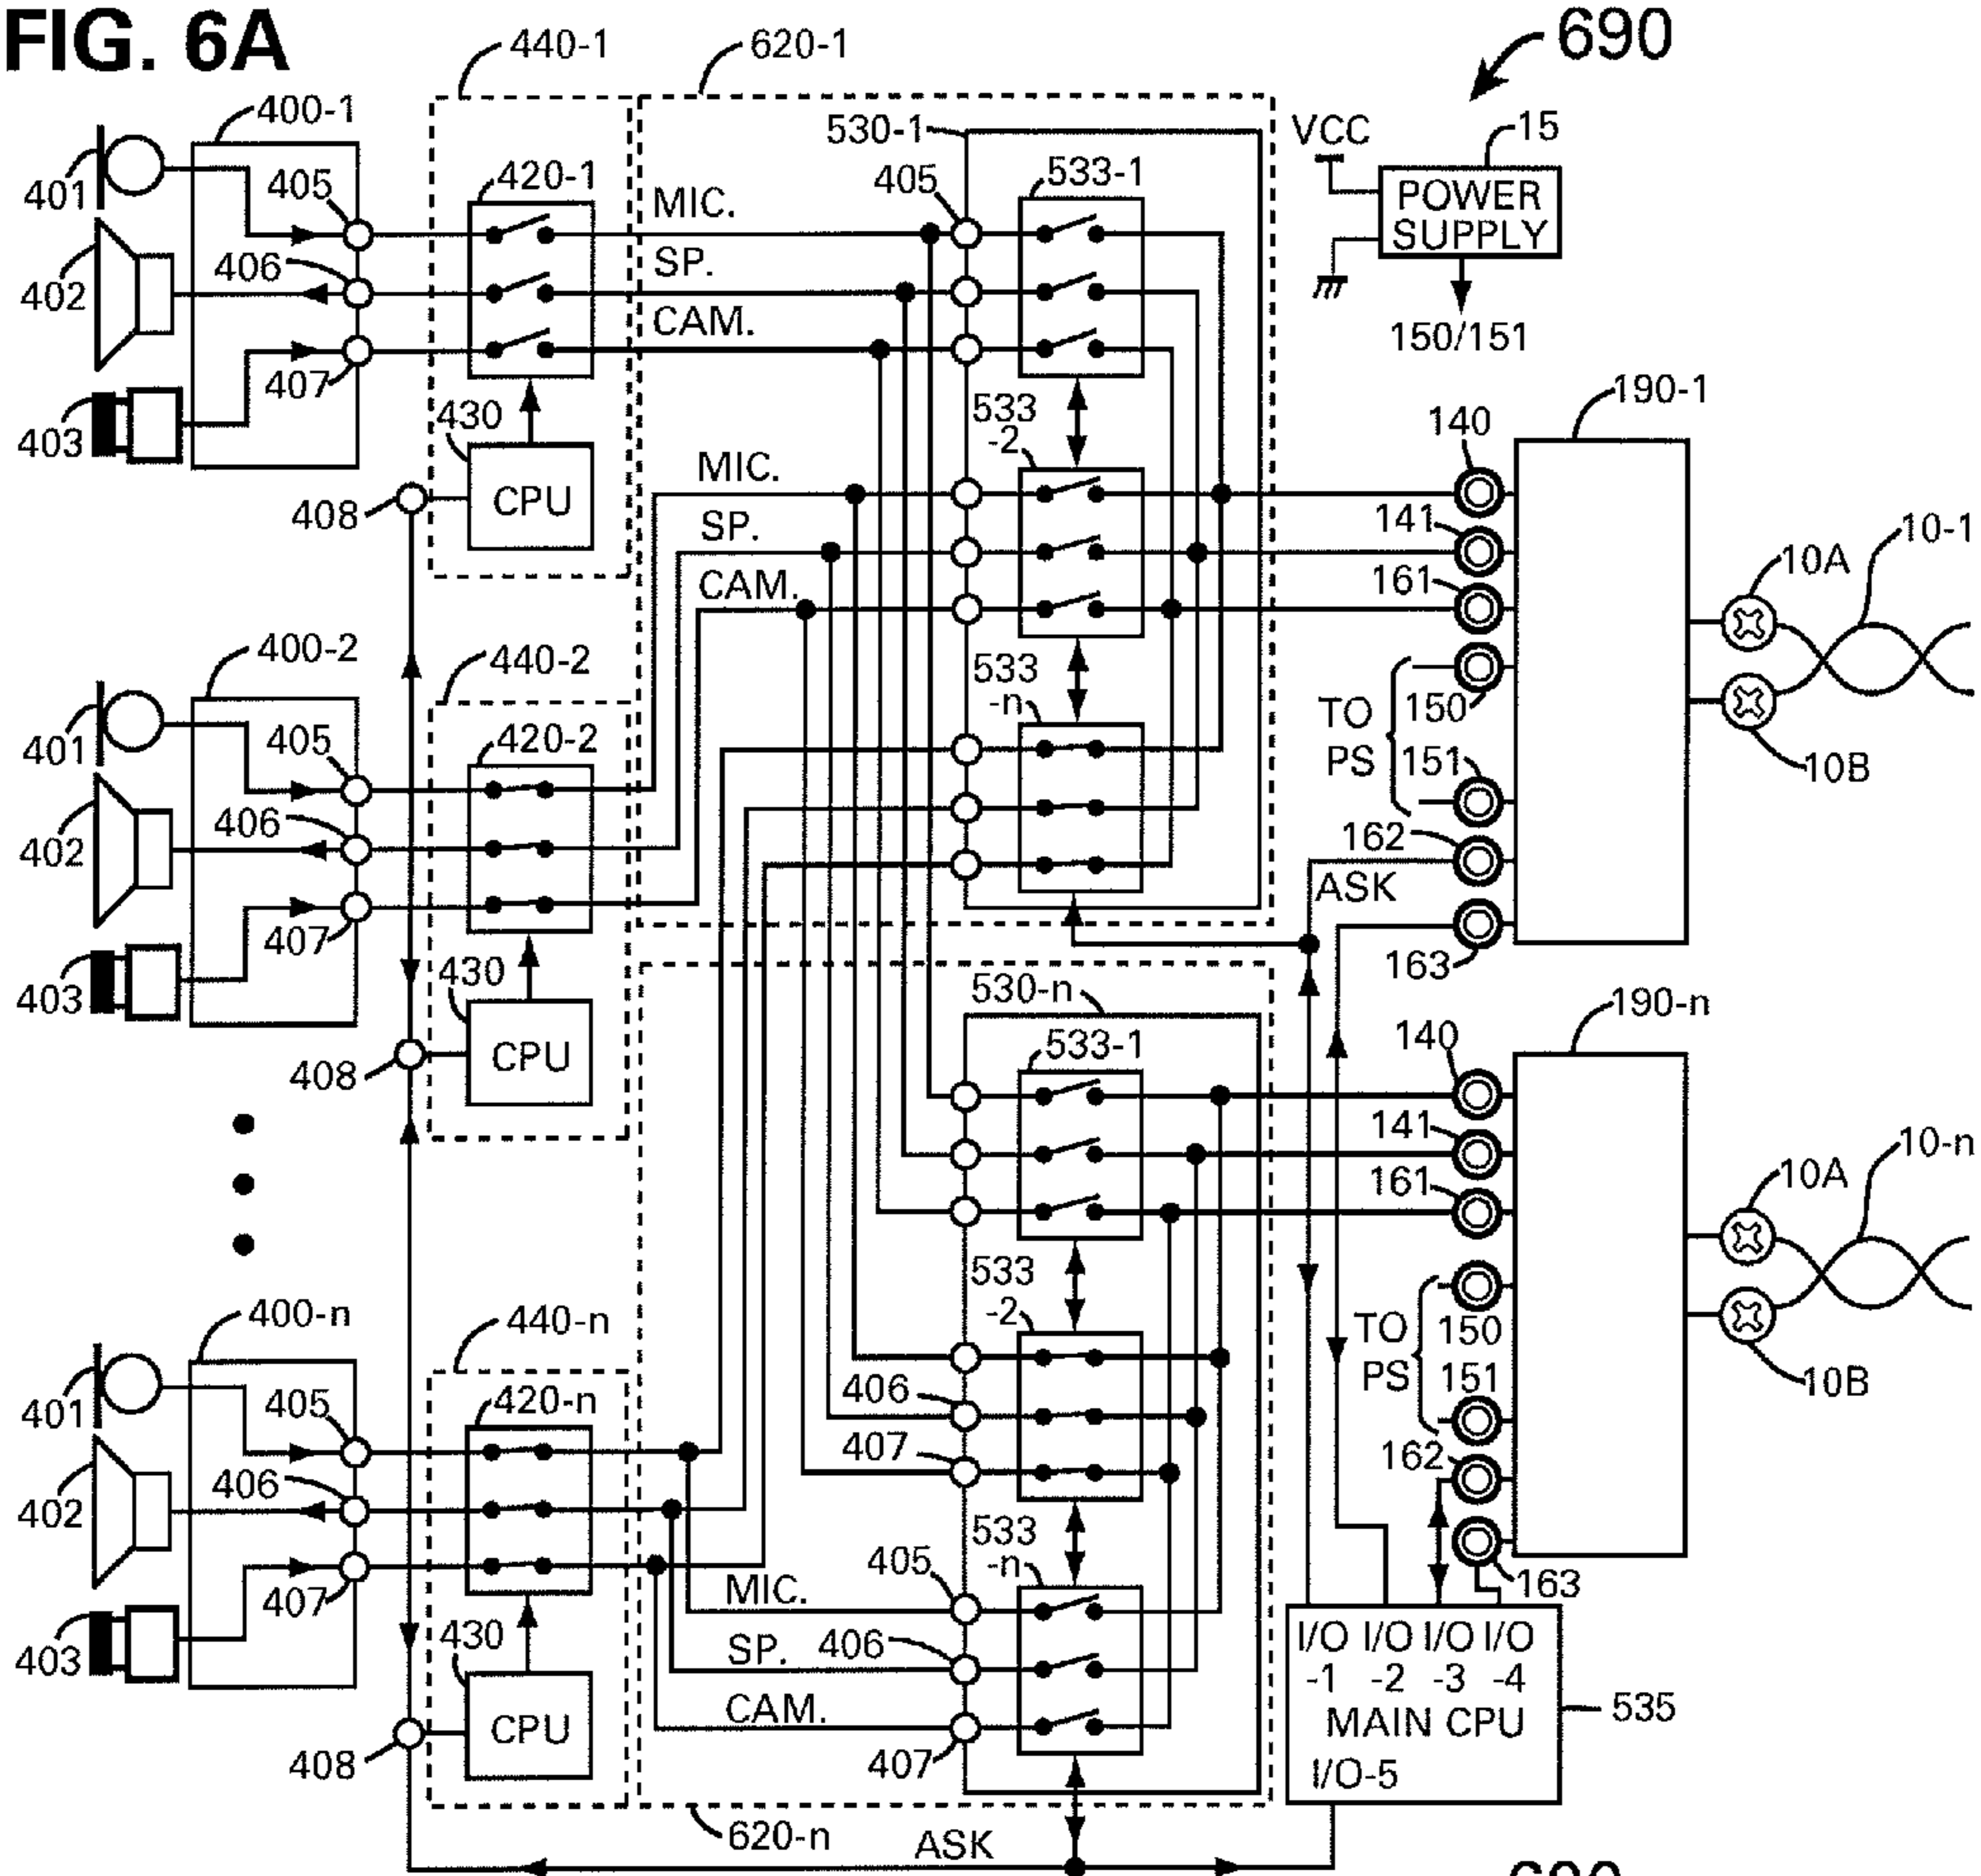 FIG. 6A
440-1
620-1
690
400-1
530-1
VCC
15
401
405
420-1
MIC.
405
533-1
POWER
SUPPLY
402
406
SP.
CAM.
150/151
407
403
430
533
-2
190-1
140
CPU
408
MIC.
SP.
CAM.
141
161
10A
10-1
400-2
440-2
533
-n
TO
PS
150
151
10B
401
405
420-2
402
406
162
ASK
407
403
430
163
530-n
190-n
CPU
408
533-1
140
141
161
10A
10-n
533
-2
400-n
440-n
TO
PS
150
151
10B
401
405
420-n
406
407
162
402
406
533
-n
405
163
407
MIC.
403
430
SP.
406
I/O I/O I/O I/O
-1 -2 -3 -4
MAIN CPU
I/O-5
535
CPU
408
CAM.
407
620-n
ASK